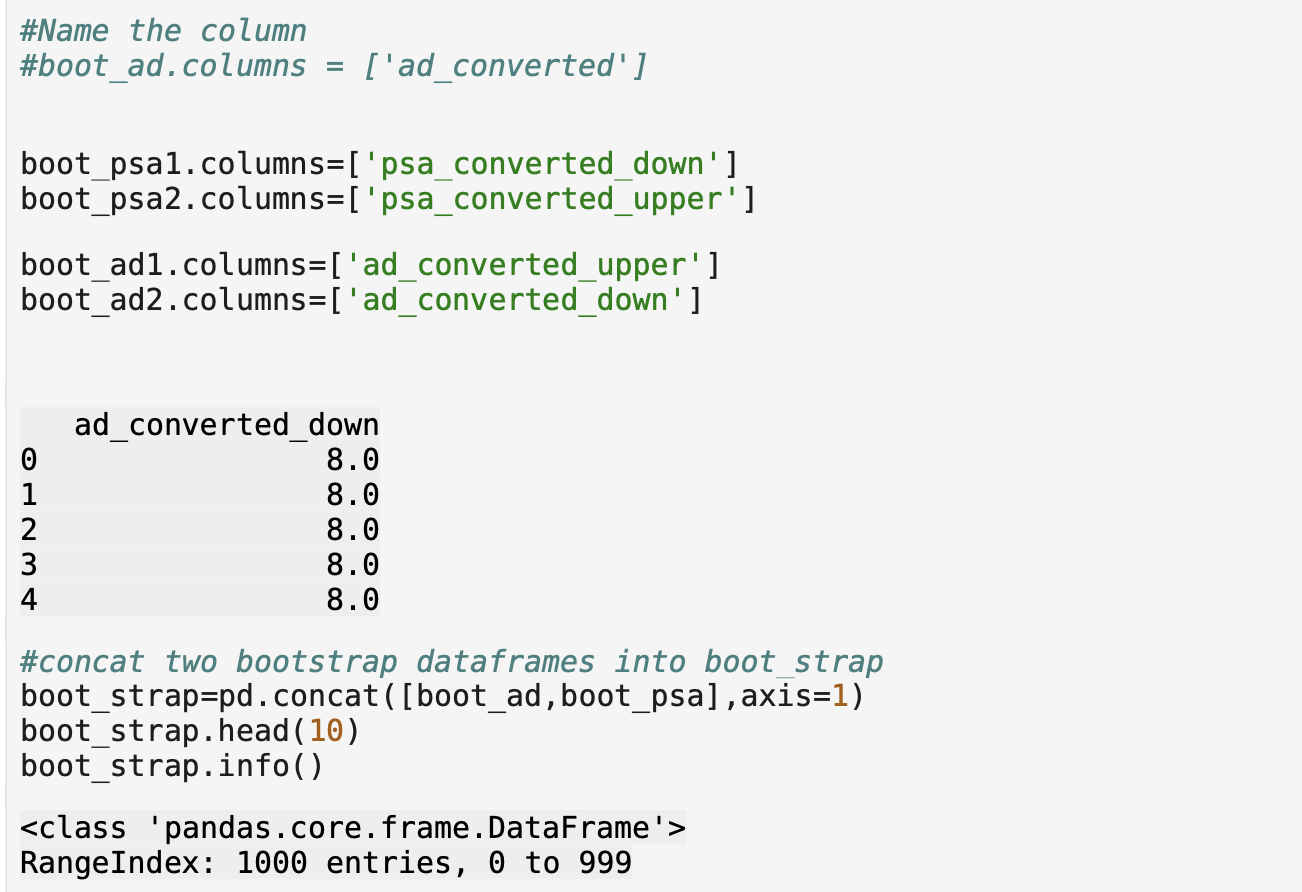 #Name the column
#boot_ad.columns = ['ad_converted']
boot_psa1.columns=['psa_converted_down']
boot_psa2.columns=['psa_converted_upper']
boot_ad1.columns=['ad_converted_upper']
boot_ad2.columns=['ad_converted_down']
ad_converted_down
0 8.0
1 8.0
2 8.0
3 8.0
4 8.0
#concat two bootstrap dataframes into boot_strap
boot_strap=pd.concat([boot_ad,boot_psa],axis=1)
boot_strap.head(10)
boot_strap.info()
<class 'pandas.core.frame.DataFrame'>
RangeIndex: 1000 entries, 0 to 999